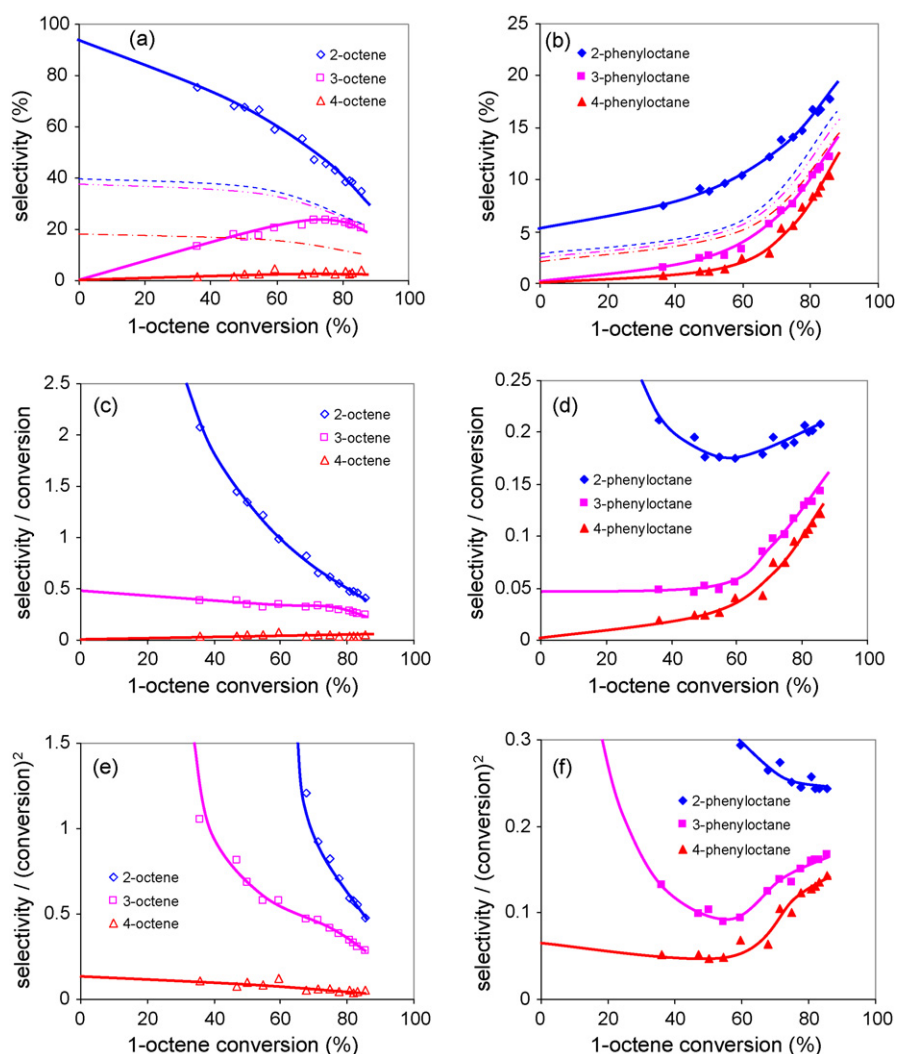 (a)
2-octene
3-octene
4-octene
selectivity (%)
100
80
60
40
20
0
0 20 40 60 80 100
1-octene conversion (%)
(b)
2-phenyloctane
3-phenyloctane
4-phenyloctane
selectivity (%)
25
20
15
10
5
0
0 20 40 60 80 100
1-octene conversion (%)
(c)
2-octene
3-octene
4-octene
selectivity / conversion
2.5
2
1.5
1
0.5
0
0 20 40 60 80 100
1-octene conversion (%)
(d)
2-phenyloctane
3-phenyloctane
4-phenyloctane
selectivity / conversion
0.25
0.2
0.15
0.1
0.05
0
0 20 40 60 80 100
1-octene conversion (%)
(e)
2-octene
3-octene
4-octene
selectivity / (conversion)²
1.5
1
0.5
0
0 20 40 60 80 100
1-octene conversion (%)
(f)
2-phenyloctane
3-phenyloctane
4-phenyloctane
selectivity / (conversion)²
0.3
0.2
0.1
0
0 20 40 60 80 100
1-octene conversion (%)